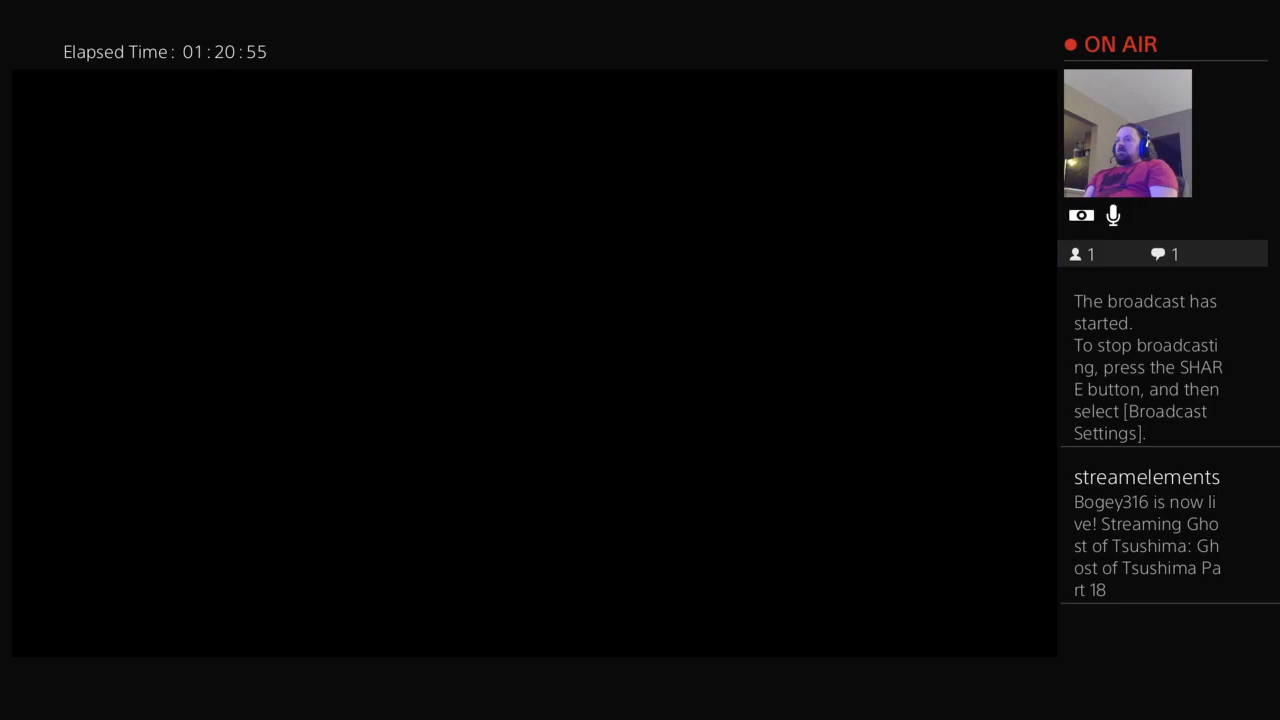 Elapsed Time: 01:20:55
ON AIR
1 1
The broadcast has
started.
To stop broadcasti
ng, press the SHAR
E button, and then
select [Broadcast
Settings].
streamelements
Bogey316 is now li
ve! Streaming Gho
st of Tsushima: Gh
ost of Tsushima Pa
rt 18